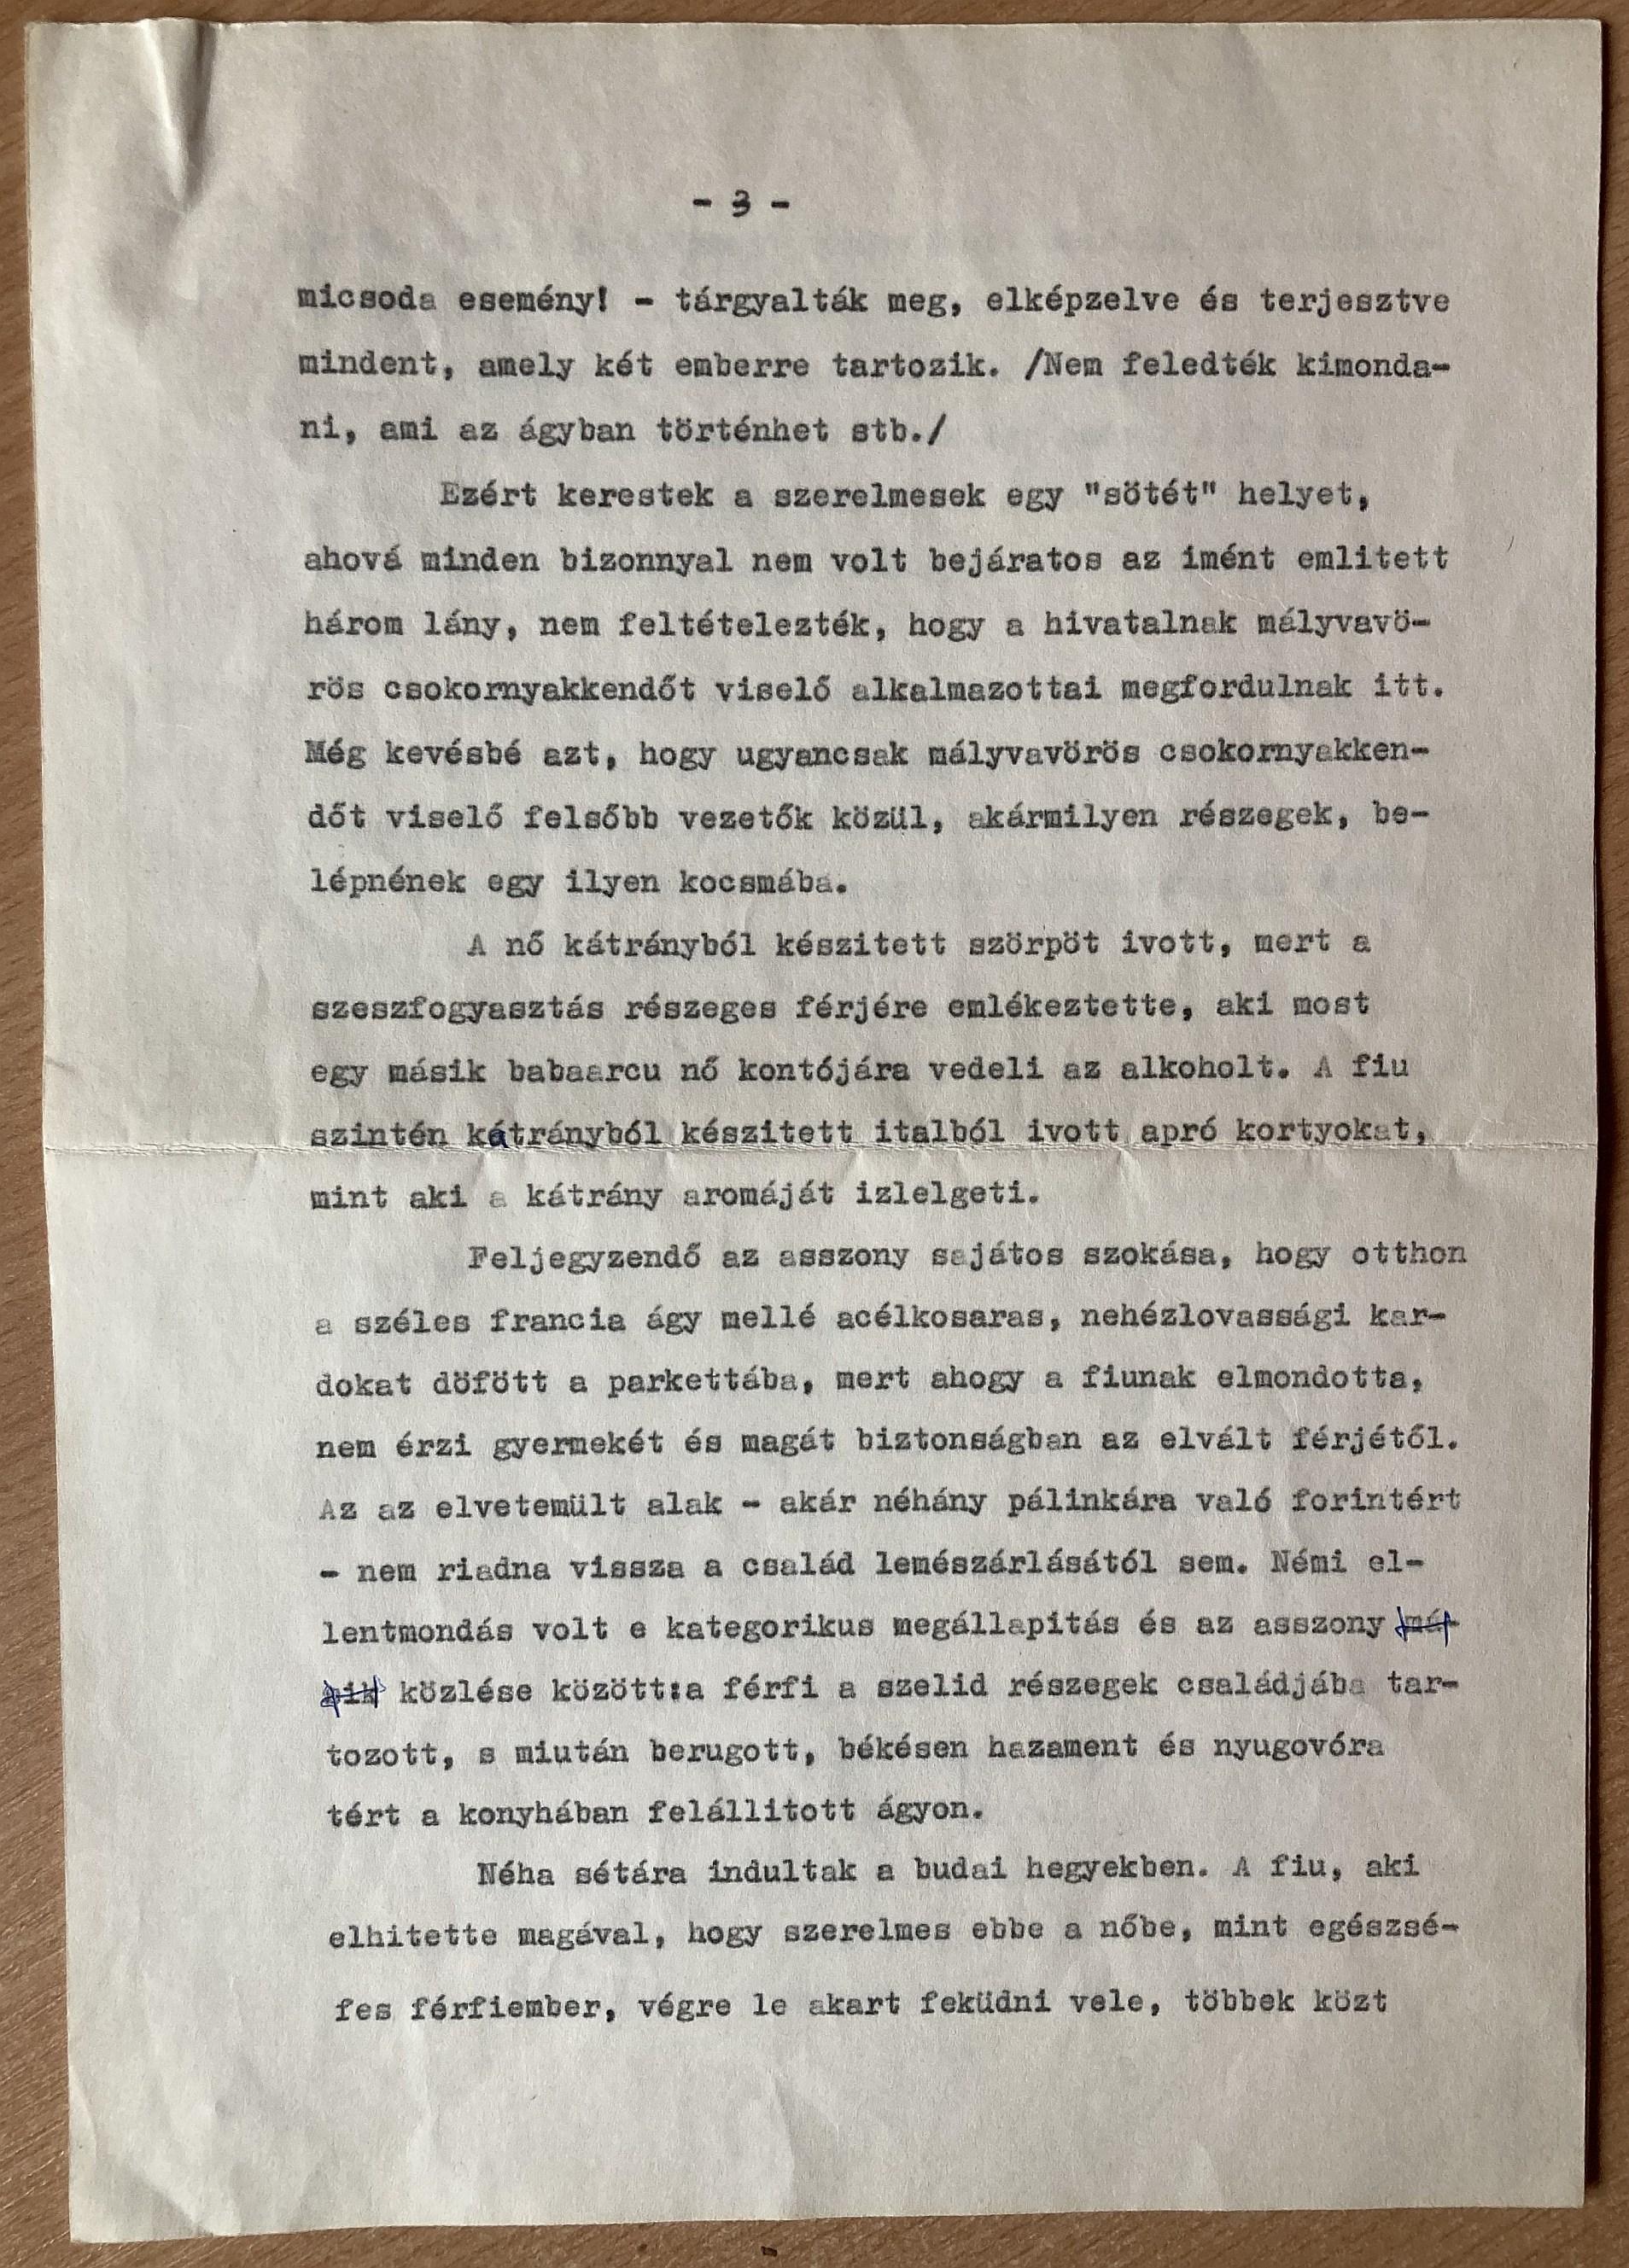 - 3 -
micsoda esemény! - tárgyalták meg, elképzelve és terjesztve
mindent, amely két emberre tartozik. /Nem feledték kimonda-
ni, ami az ágyban történhet stb./
Ezért kerestek a szerelmesek egy "sötét" helyet,
ahová minden bizonnyal nem volt bejáratos az imént emlitett
három lány, nem feltételezték, hogy a hivatalnak mályvavö-
rös csokornyakkendőt viselő alkalmazottai megfordulnak itt.
Még kevésbé azt, hogy ugyancsak mályvavörös csokornyakken-
dőt viselő felsőbb vezetők közül, akármilyen részegek, be-
lépnének egy ilyen kocsmába.
A nő kátrányból készitett szörpöt ivott, mert a
szeszfogyasztás részeges férjére emlékeztette, aki most
egy másik babaarcu nő kontójára vedeli az alkoholt. A fiu
szintén kátrányból készitett italból ivott apró kortyokat,
mint aki a kátrány aromáját izlelgeti.
Feljegyzendő az asszony sajátos szokása, hogy otthon
a széles francia ágy mellé acélkosaras, nehézlovassági kar-
dokat döfött a parkettába, mert ahogy a fiunak elmondotta,
nem érzi gyermekét és magát biztonságban az elvált férjétől.
Az az elvetemült alak - akár néhány pálinkára való forintért
- nem riadna vissza a család lemészárlásától sem. Némi el-
lentmondás volt e kategorikus megállapitás és az asszony
közlése között:a férfi a szelid részegek családjába tar-
tozott, s miután berugott, békésen hazament és nyugovóra
tért a konyhában felállitott ágyon.
Néha sétára indultak a budai hegyekben. A fiu, aki
elhitette magával, hogy szerelmes ebbe a nőbe, mint egészsé-
fes férfiember, végre le akart feküdni vele, többek közt